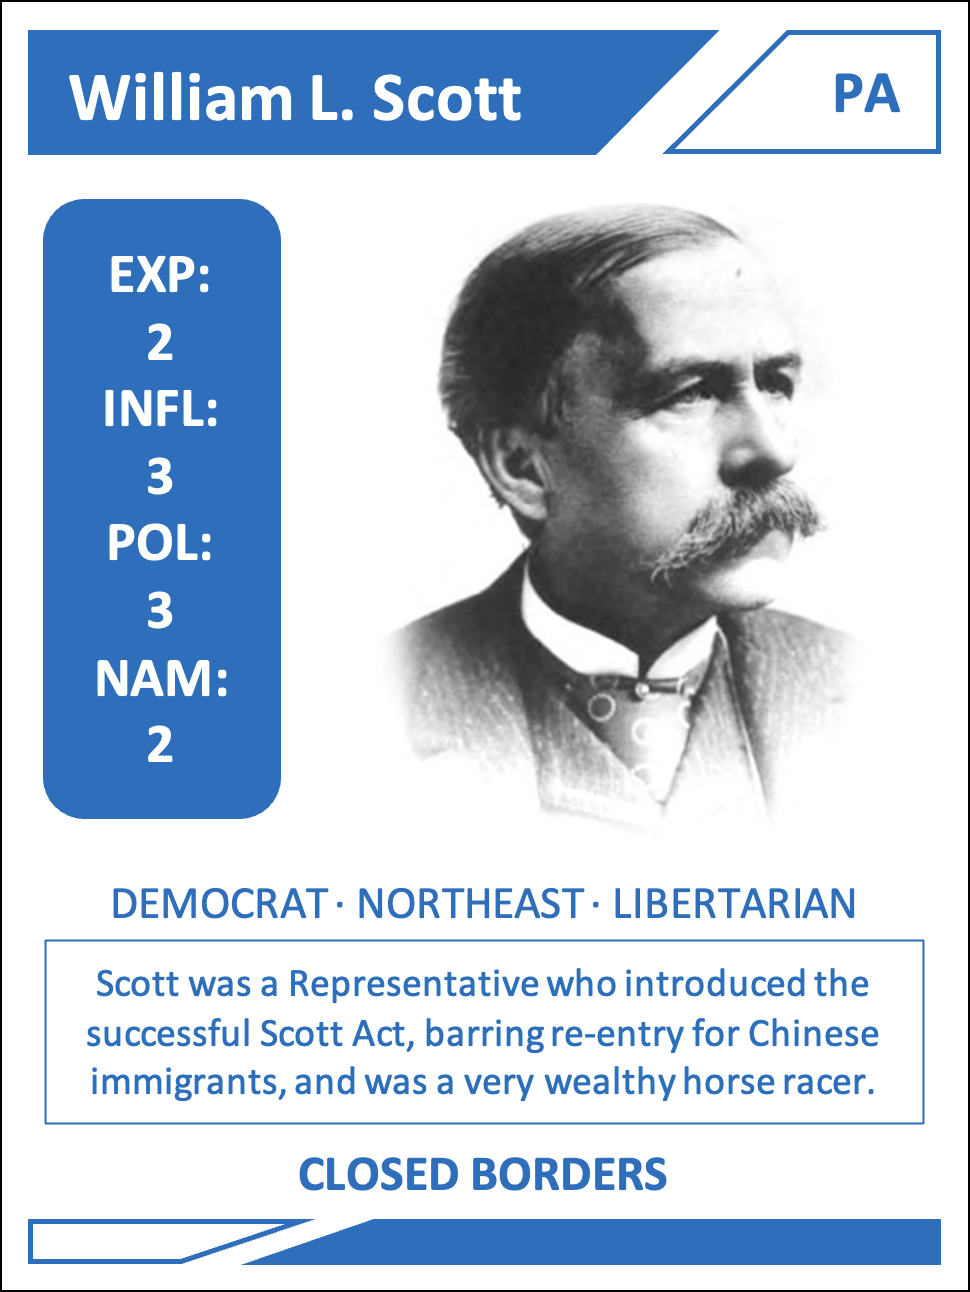 William L. Scott
PA
EXP:
2
INFL:
3
POL:
3
NAM:
2
DEMOCRAT · NORTHEAST · LIBERTARIAN
Scott was a Representative who introduced the
successful Scott Act, barring re-entry for Chinese
immigrants, and was a very wealthy horse racer.
CLOSED BORDERS